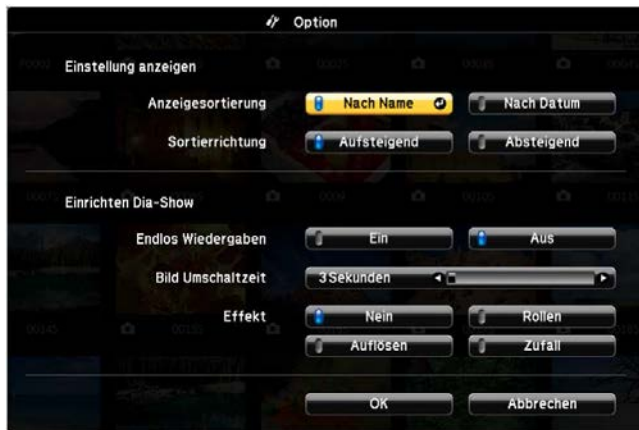 Option
Einstellung anzeigen
Anzeigesortierung Nach Name Nach Datum
Sortierrichtung Aufsteigend Absteigend
Einrichten Dia-Show
Endlos Wiedergaben Ein Aus
Bild Umschaltzeit 3Sekunden
Effekt Nein Rollen
Auflösen Zufall
OK Abbrechen